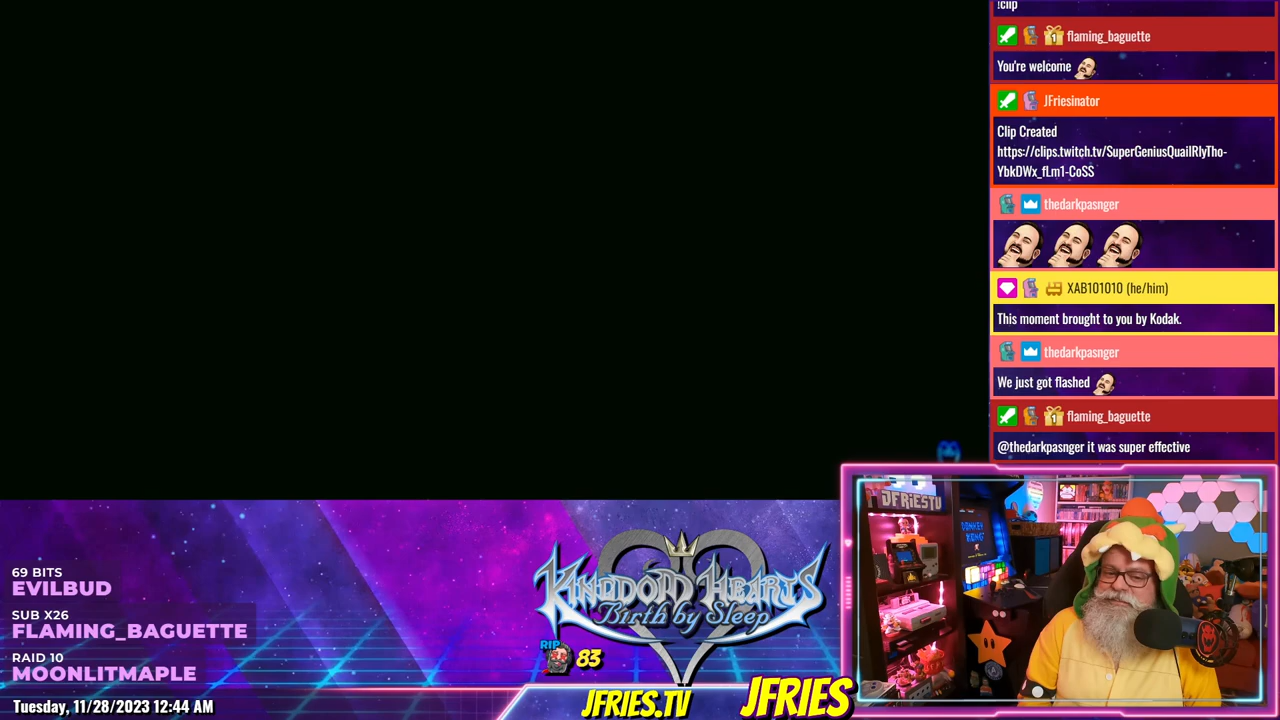 !clip
flaming_baguette
You're welcome
JFriesinator
Clip Created
https://clips.twitch.tv/SuperGeniusQuailRlyTho-
YbkDWx_fLm1-CoSS
thedarkpasnger
XAB101010 (he/him)
This moment brought to you by Kodak.
thedarkpasnger
We just got flashed
flaming_baguette
@thedarkpasnger it was super effective
JFRIESTV
DONKEY
KONG
69 BITS
EVILBUD
SUB X26
FLAMING_BAGUETTE
RAID 10
MOONLITMAPLE
Tuesday, 11/28/2023 12:44 AM
KINGDOM HEARTS
Birth by Sleep
RIP
83
JFRIES.TV
JFRIES